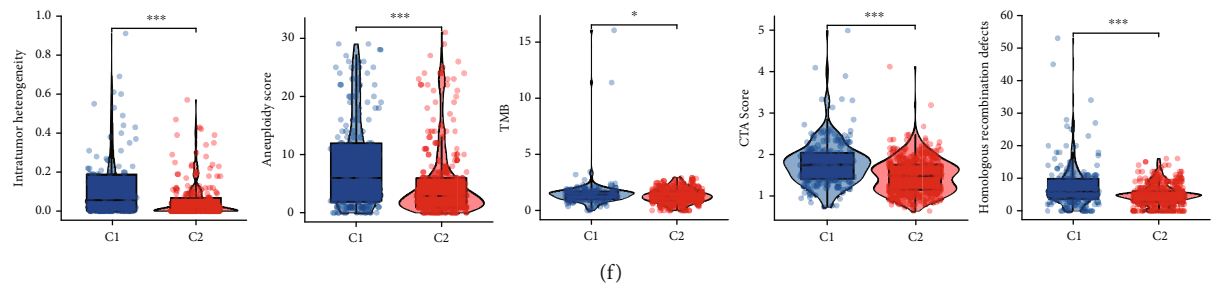 Intratumor heterogeneity
1.0
0.8
0.6
0.4
0.2
0.0
***
C1 C2
Aneuploidy score
30
20
10
0
***
C1 C2
TMB
15
10
5
0
*
C1 C2
CTA Score
5
4
3
2
1
***
C1 C2
Homologous recombination defects
60
50
40
30
20
10
0
***
C1 C2
(f)